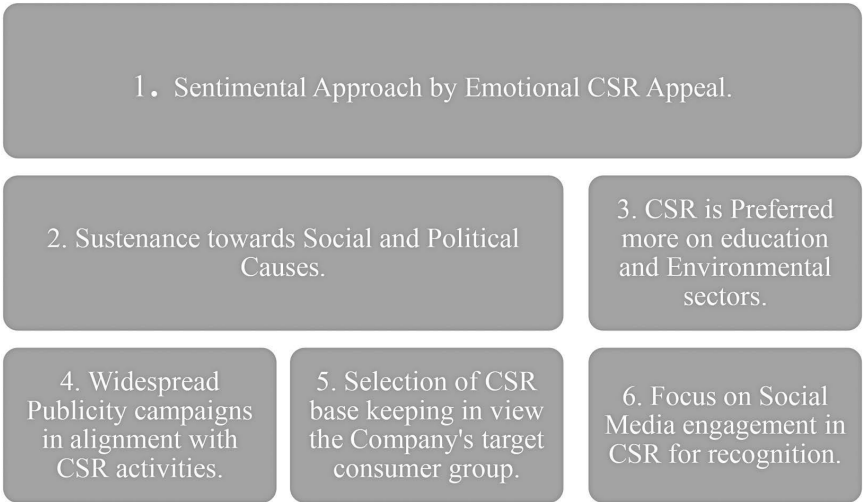 1. Sentimental Approach by Emotional CSR Appeal.
2. Sustenance towards Social and Political
Causes.
3. CSR is Preferred
more on education
and Environmental
sectors.
4. Widespread
Publicity campaigns
in alignment with
CSR activities.
5. Selection of CSR
base keeping in view
the Company's target
consumer group.
6. Focus on Social
Media engagement in
CSR for recognition.